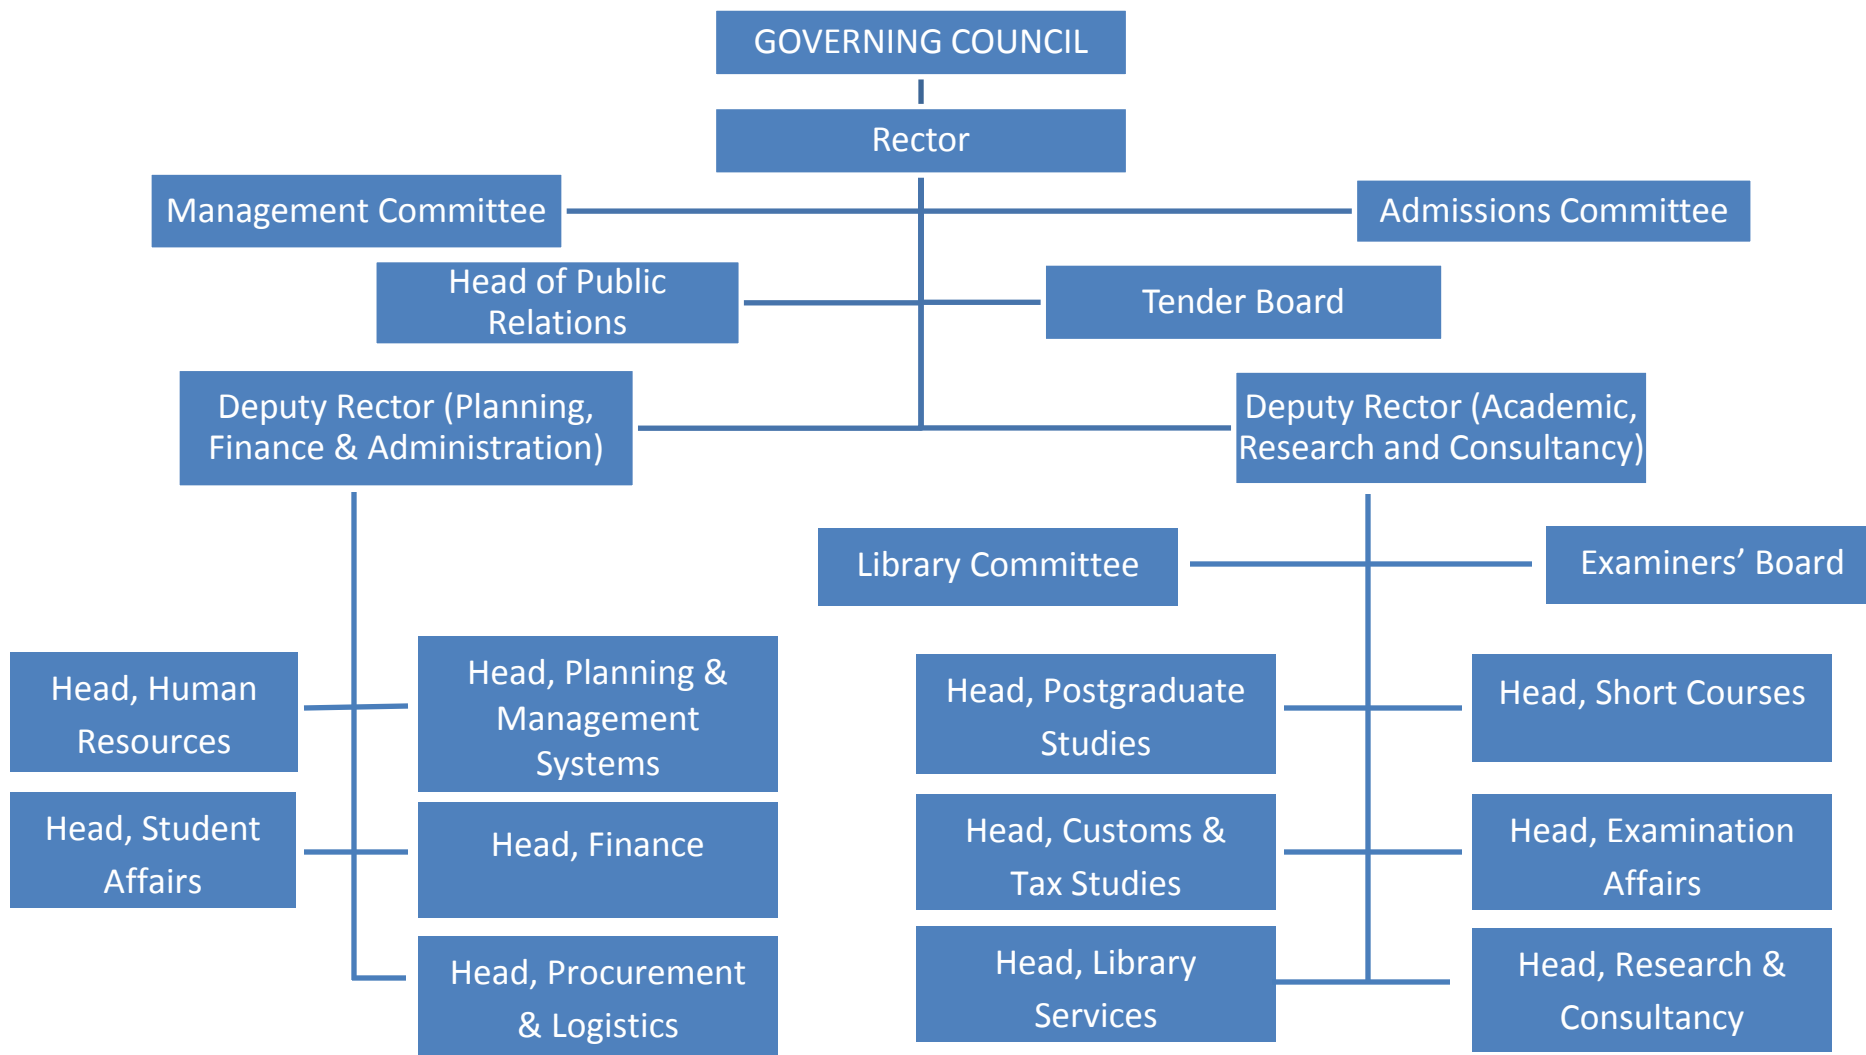 GOVERNING COUNCIL
Rector
Management Committee
Admissions Committee
Head of Public
Relations
Tender Board
Deputy Rector (Planning,
Finance & Administration)
Deputy Rector (Academic,
Research and Consultancy)
Library Committee
Examiners’ Board
Head, Human
Resources
Head, Planning &
Management
Systems
Head, Postgraduate
Studies
Head, Short Courses
Head, Student
Affairs
Head, Finance
Head, Customs &
Tax Studies
Head, Examination
Affairs
Head, Procurement
& Logistics
Head, Library
Services
Head, Research &
Consultancy